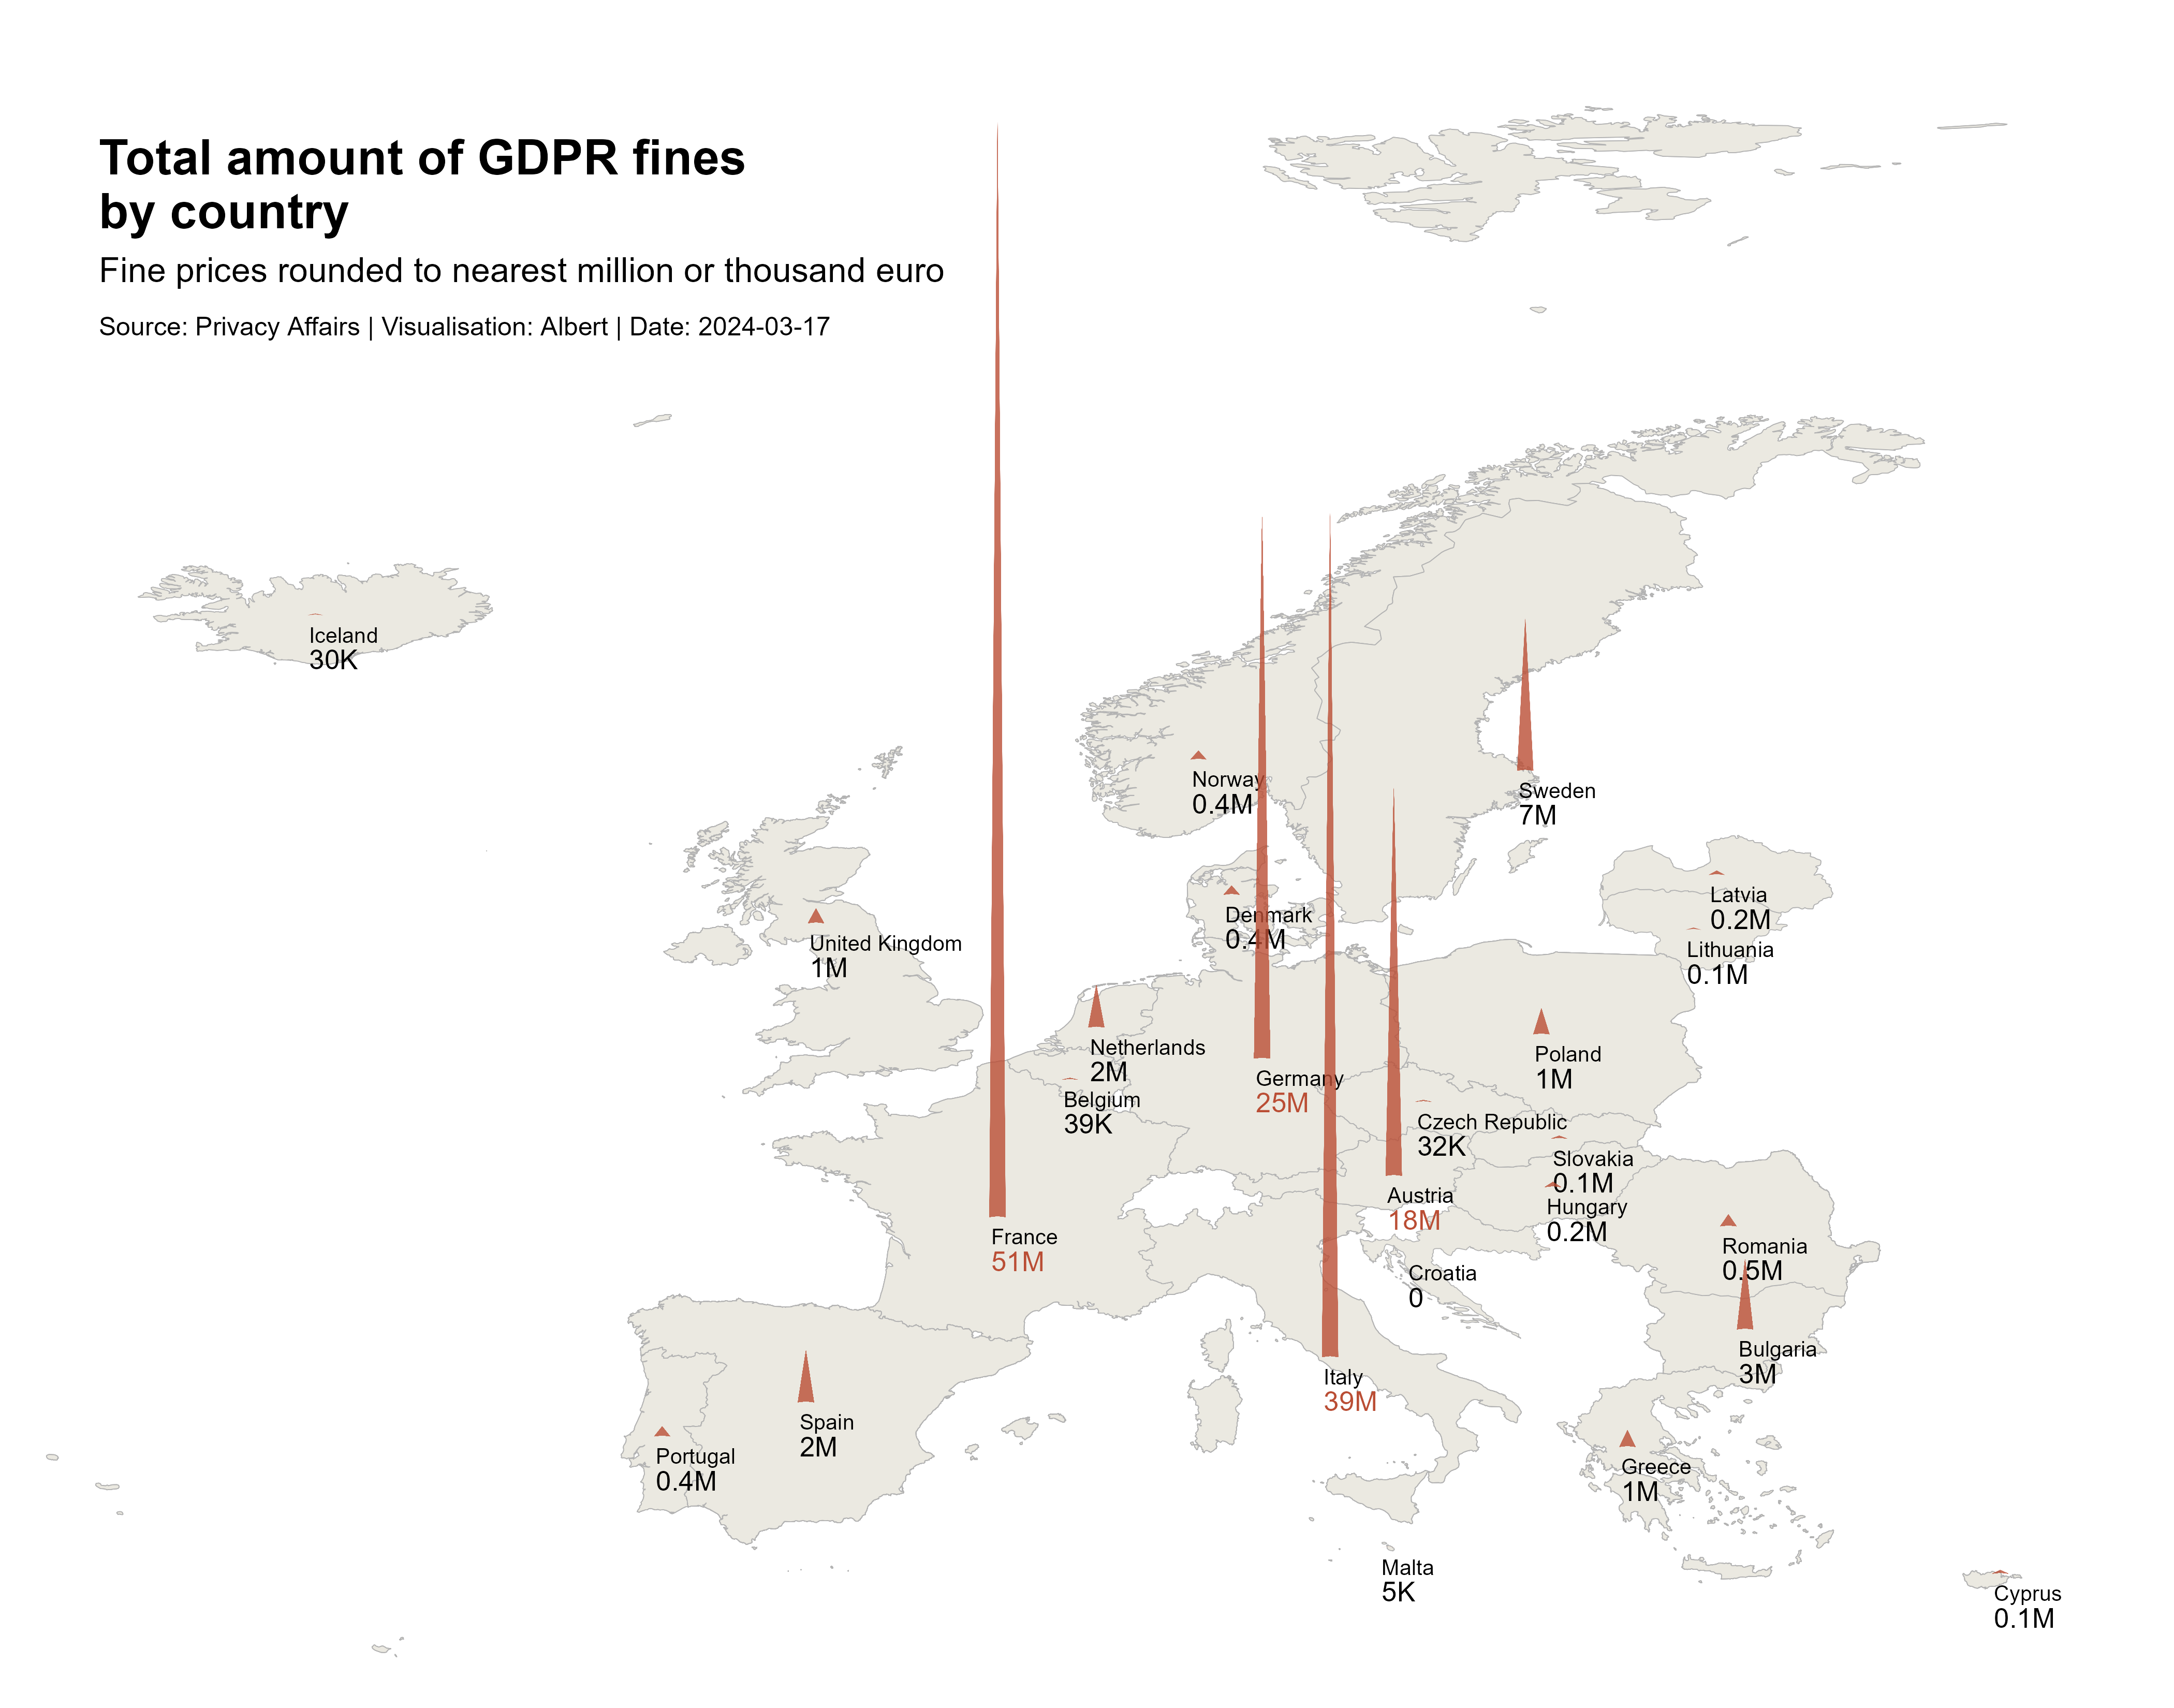 Total amount of GDPR fines
by country
Fine prices rounded to nearest million or thousand euro
Source: Privacy Affairs | Visualisation: Albert | Date: 2024-03-17
Iceland
30K
Norway
0.4M
Sweden
7M
Latvia
0.2M
Denmark
0.4M
United Kingdom
1M
Lithuania
0.1M
Netherlands
2M
Poland
1M
Germany
25M
Belgium
39K
Czech Republic
32K
Slovakia
0.1M
Austria
18M
Hungary
0.2M
France
51M
Romania
0.5M
Croatia
0
Bulgaria
3M
Italy
39M
Spain
2M
Portugal
0.4M
Greece
1M
Malta
5K
Cyprus
0.1M